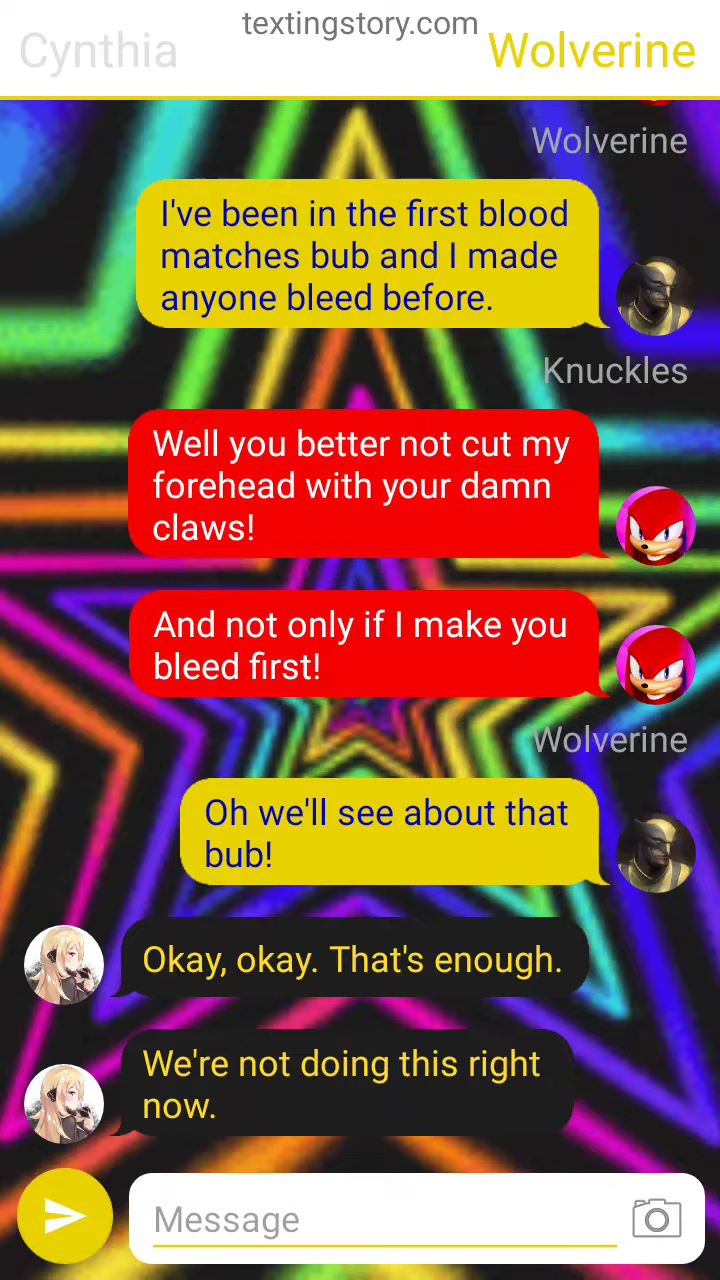 textingstory.com
Cynthia
Wolverine
Wolverine
I've been in the first blood
matches bub and I made
anyone bleed before.
Knuckles
Well you better not cut my
forehead with your damn
claws!
And not only if I make you
bleed first!
Wolverine
Oh we'll see about that
bub!
Okay, okay. That's enough.
We're not doing this right
now.
Message